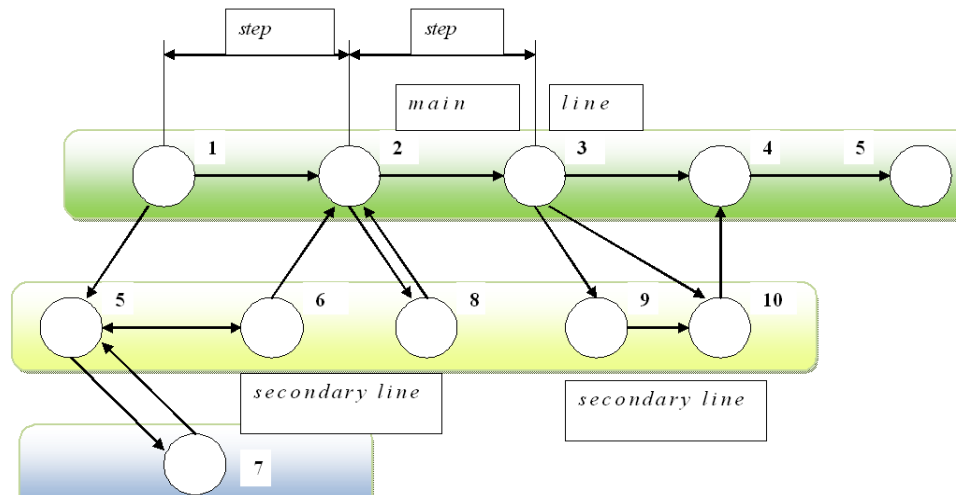 step step
main line
1 2 3 4 5
5 6 8 9 10
secondary line secondary line
7